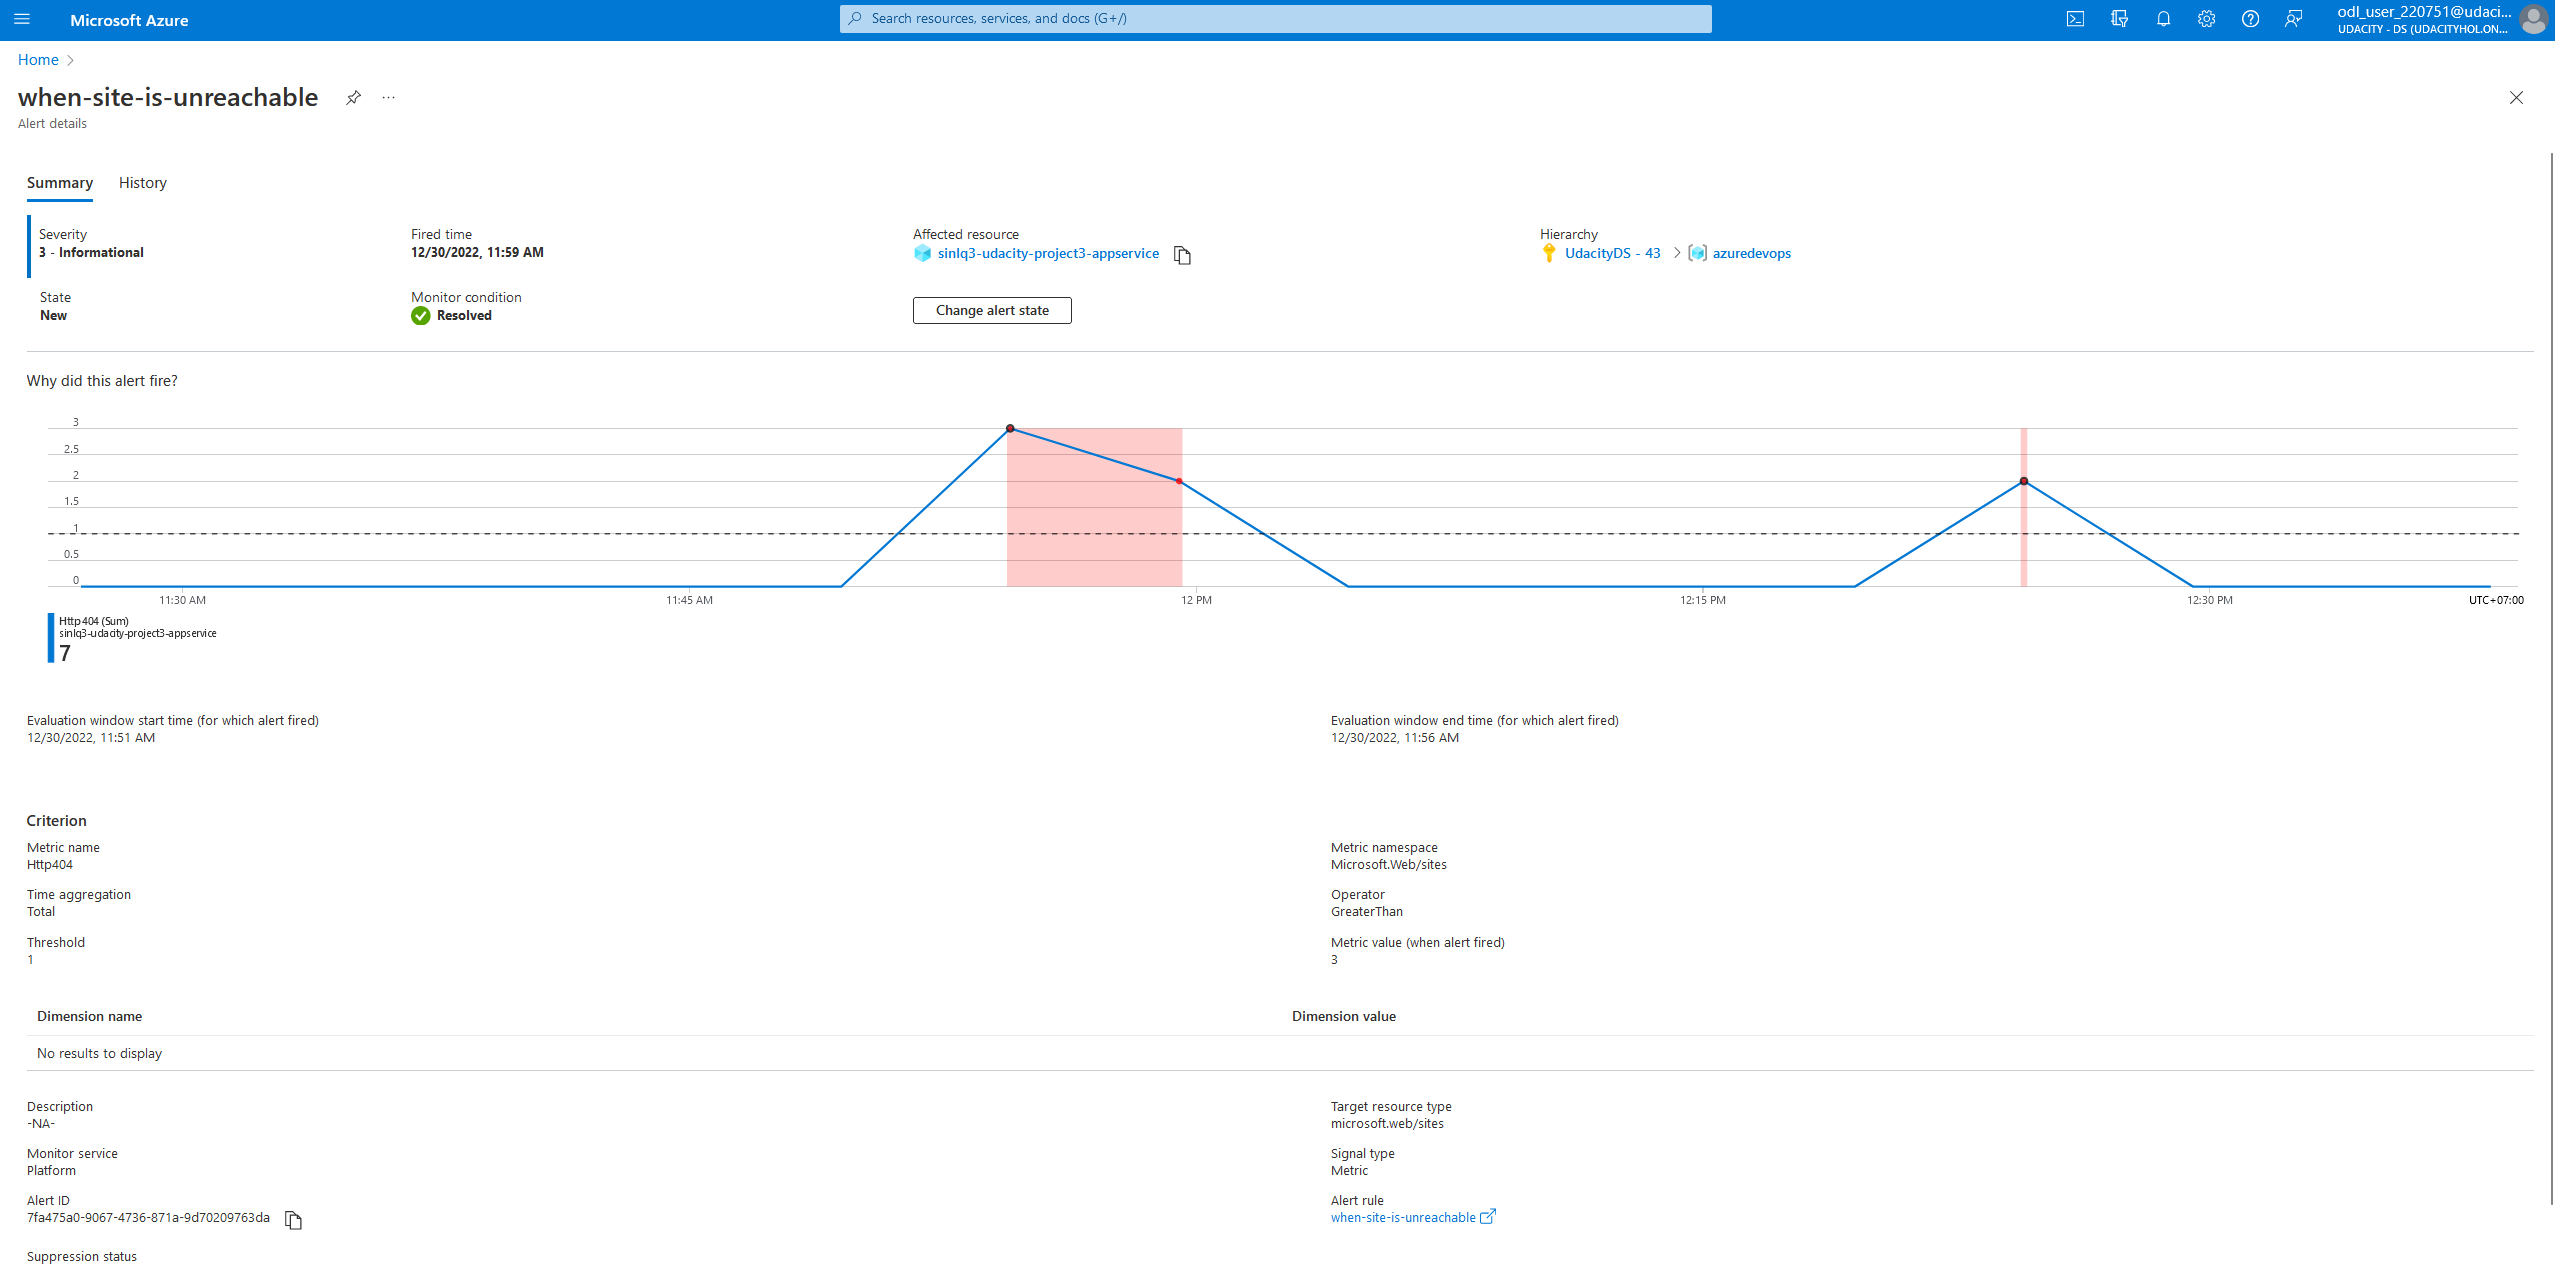 Microsoft Azure
Search resources, services, and docs (G+/)
odl_user_220751@udaci...
UDACITY - DS (UDACITYHOL.ON...
Home
when-site-is-unreachable
...
Alert details
Summary
History
Severity
3 - Informational
Fired time
12/30/2022, 11:59 AM
Affected resource
sinlq3-udacity-project3-appservice
Hierarchy
UdacityDS - 43
azuredevops
State
New
Monitor condition
Resolved
Change alert state
Why did this alert fire?
3
2.5
2
1.5
1
0.5
0
11:30 AM
11:45 AM
12 PM
12:15 PM
12:30 PM
UTC+07:00
Http404 (Sum)
sinlq3-udacity-project3-appservice
7
Evaluation window start time (for which alert fired)
12/30/2022, 11:51 AM
Evaluation window end time (for which alert fired)
12/30/2022, 11:56 AM
Criterion
Metric name
Http404
Metric namespace
Microsoft.Web/sites
Time aggregation
Total
Operator
GreaterThan
Threshold
1
Metric value (when alert fired)
3
Dimension name
Dimension value
No results to display
Description
-NA-
Target resource type
microsoft.web/sites
Monitor service
Platform
Signal type
Metric
Alert ID
7fa475a0-9067-4736-871a-9d70209763da
Alert rule
when-site-is-unreachable
Suppression status